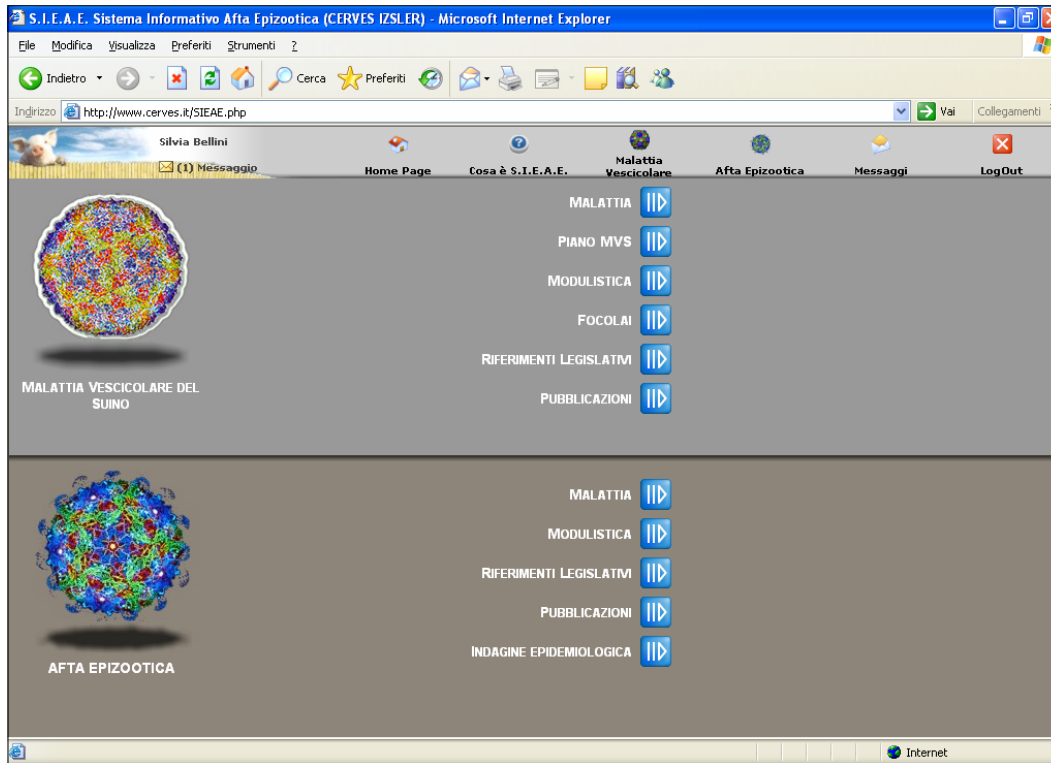 S.I.E.A.E. Sistema Informativo Afta Epizootica (CERVES IZSLER) - Microsoft Internet Explorer
File Modifica Visualizza Preferiti Strumenti ?
Indietro Cerca Preferiti
Indirizzo http://www.cerves.it/SIEAE.php Vai Collegamenti
Silvia Bellini
(1) Messaggio
Home Page Cosa è S.I.E.A.E. Malattia Vescicolare Afta Epizootica Messaggi LogOut
MALATTIA
PIANO MVS
MODULISTICA
FOCOLAI
RIFERIMENTI LEGISLATIVI
PUBBLICAZIONI
MALATTIA VESCICOLARE DEL
SUINO
MALATTIA
MODULISTICA
RIFERIMENTI LEGISLATIVI
PUBBLICAZIONI
INDAGINE EPIDEMIOLOGICA
AFTA EPIZOOTICA
Internet